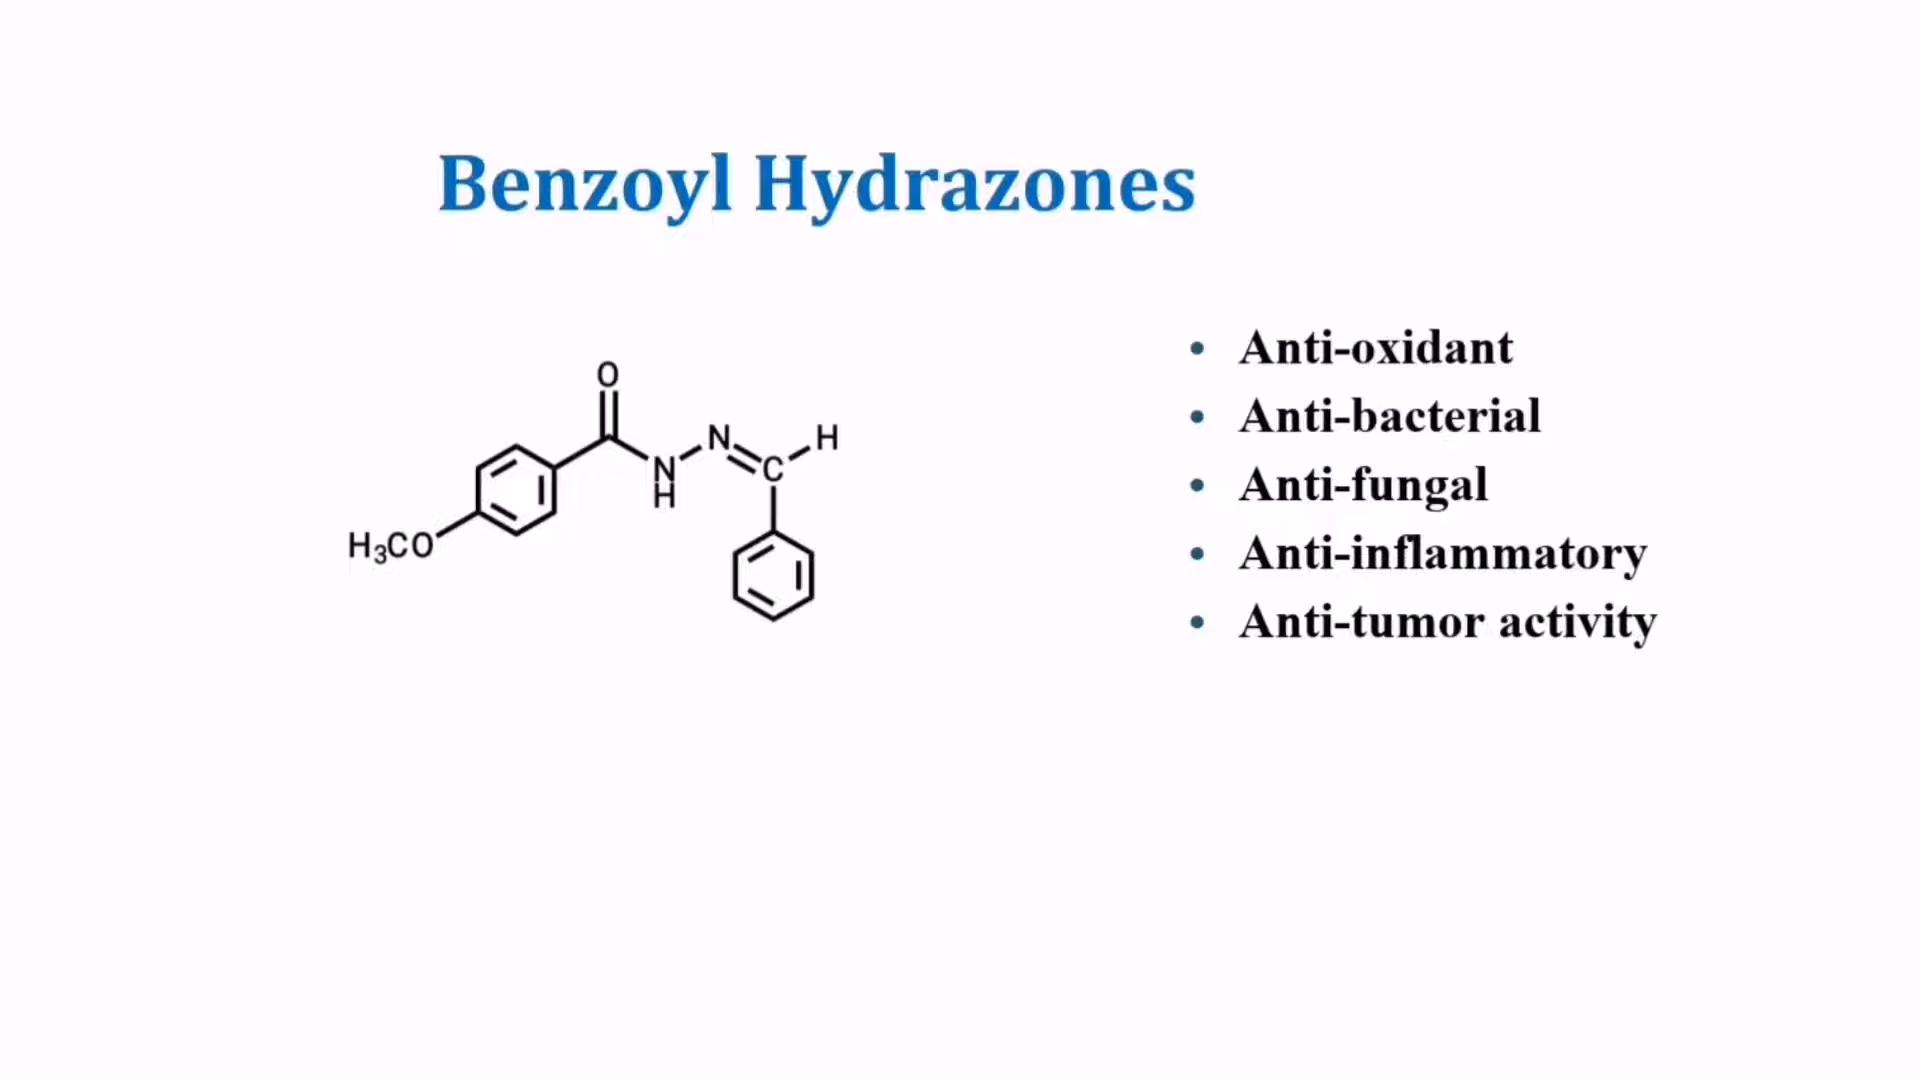 Benzoyl Hydrazones
O
N
H
N
H
C
H₃CO
• Anti-oxidant
• Anti-bacterial
• Anti-fungal
• Anti-inflammatory
• Anti-tumor activity